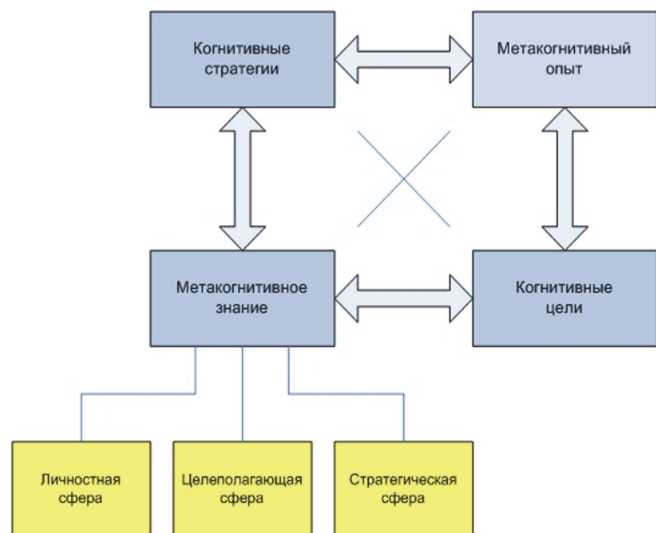 Когнитивные
стратегии
Метакогнитивный
опыт
Метакогнитивное
знание
Когнитивные
цели
Личностная
сфера
Целеполагающая
сфера
Стратегическая
сфера